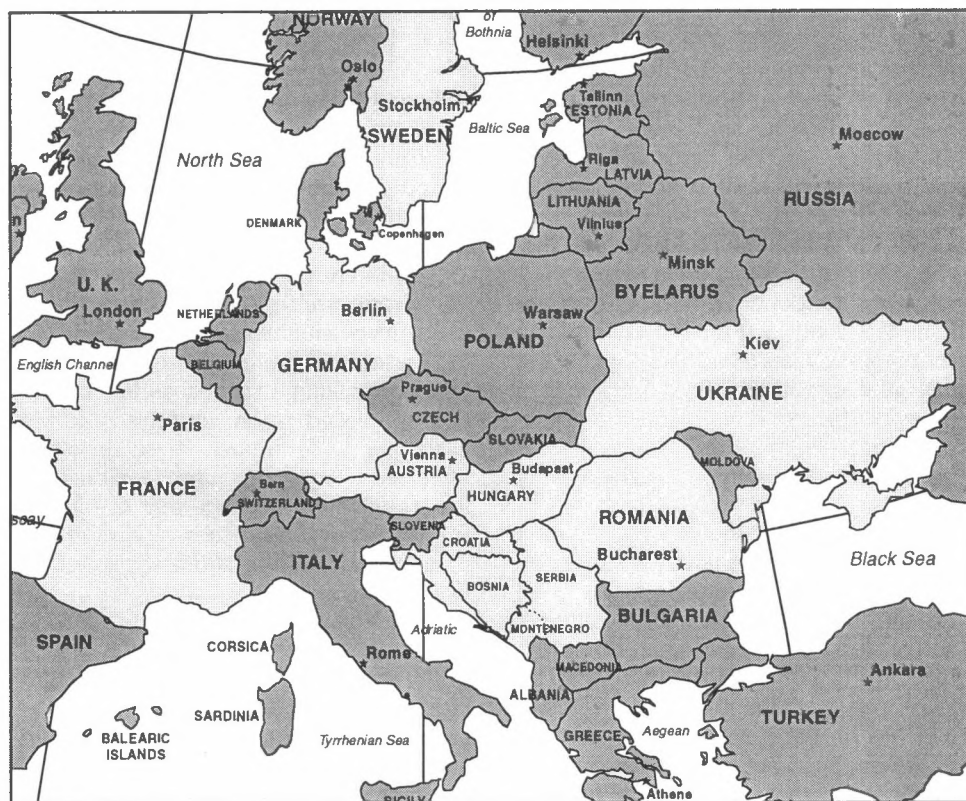 NORWAY
of
Bothnia
Helsinki
Oslo
Stockholm
SWEDEN
Baltic Sea
Tallinn
ESTONIA
Moscow
North Sea
Riga
LATVIA
RUSSIA
LITHUANIA
Vilnius
DENMARK
Copenhagen
Minsk
BYELARUS
U. K.
London
NETHERLANDS
Berlin
Warsaw
POLAND
Kiev
English Channel
BELGIUM
GERMANY
UKRAINE
Prague
CZECH
Paris
SLOVAKIA
Vienna
AUSTRIA
Budapest
MOLDOVA
FRANCE
Bern
SWITZERLAND
HUNGARY
ROMANIA
scay
SLOVENIA
CROATIA
ITALY
Bucharest
Black Sea
SERBIA
BOSNIA
BULGARIA
MONTENEGRO
Adriatic
SPAIN
CORSICA
Rome
MACEDONIA
Ankara
ALBANIA
SARDINIA
TURKEY
BALEARIC
ISLANDS
Tyrrhenian Sea
GREECE
Aegean
SICILY
Athens